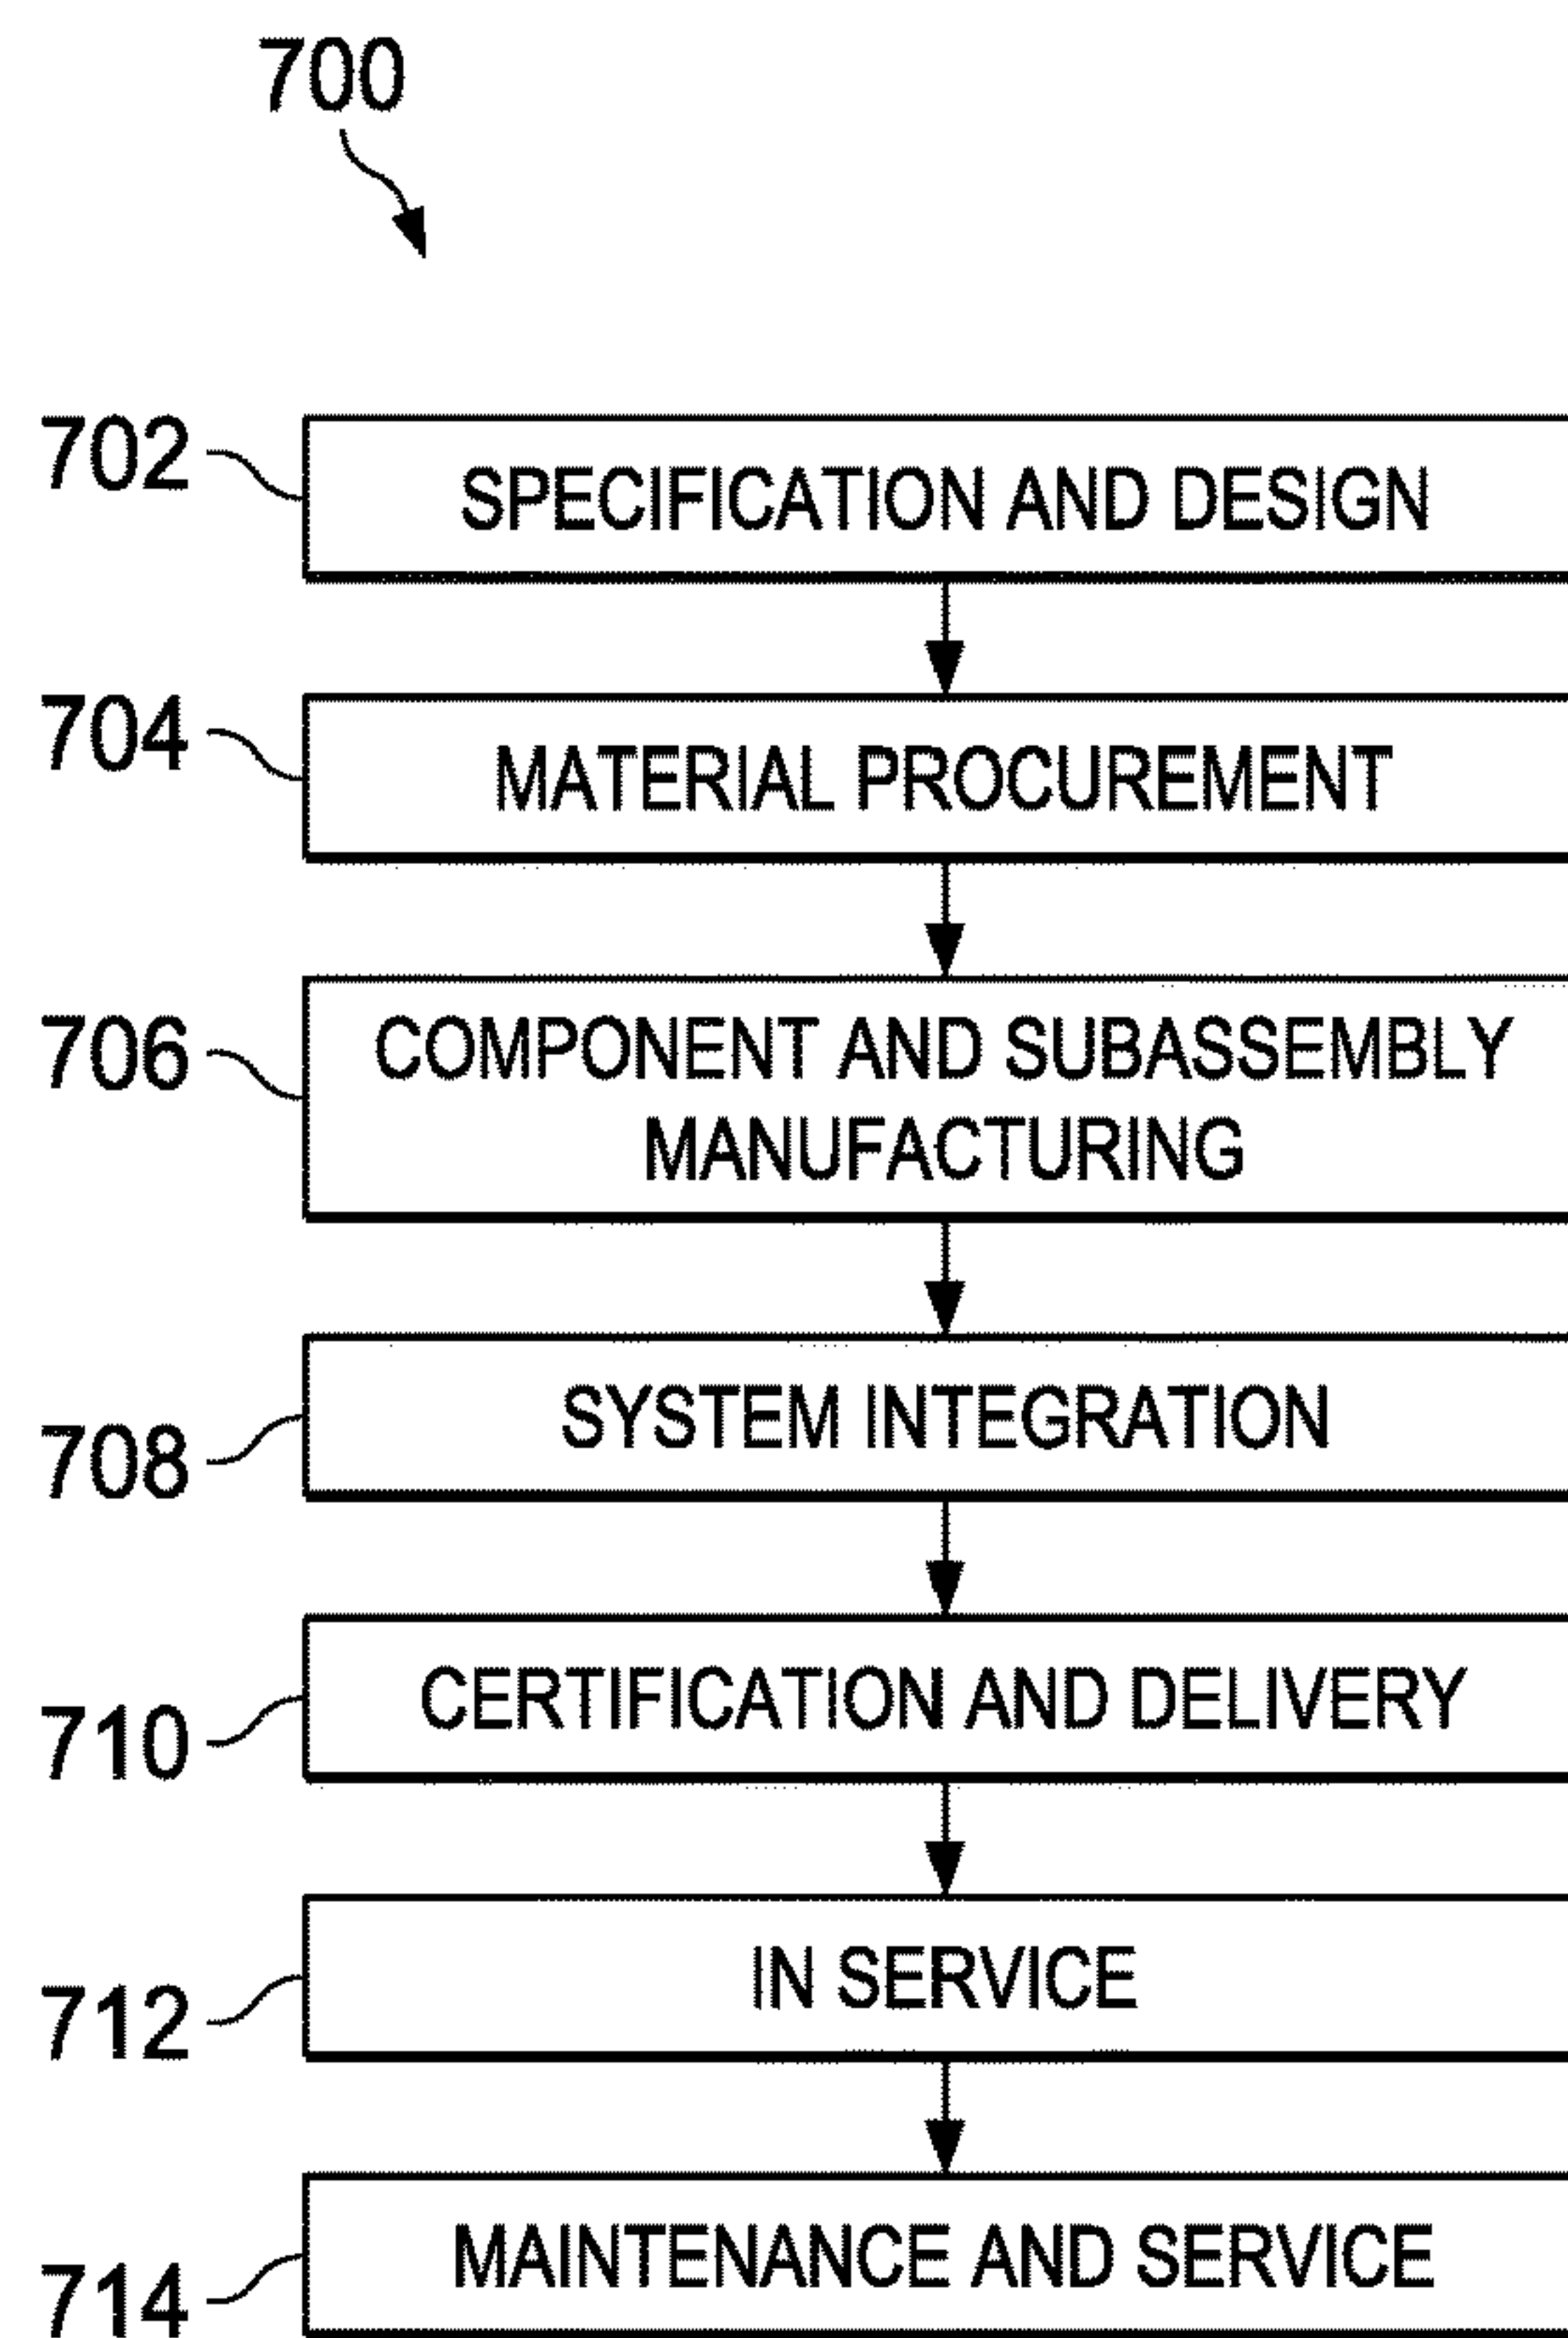 700
702
SPECIFICATION AND DESIGN
704
MATERIAL PROCUREMENT
706
COMPONENT AND SUBASSEMBLY
MANUFACTURING
708
SYSTEM INTEGRATION
710
CERTIFICATION AND DELIVERY
712
IN SERVICE
714
MAINTENANCE AND SERVICE